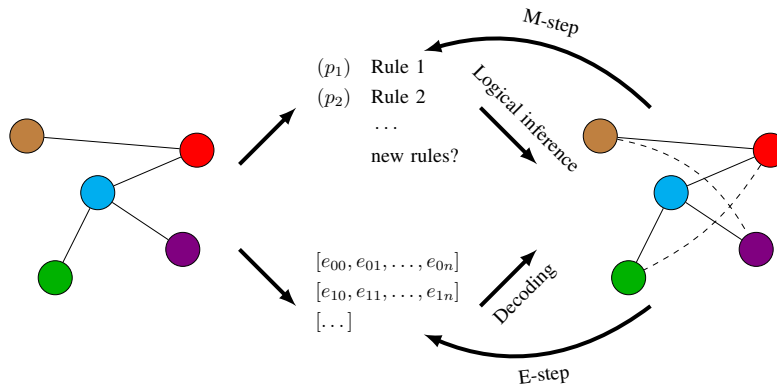 M-step
(p₁) Rule 1
(p₂) Rule 2
...
new rules?
Logical inference
[e₀₀, e₀₁, . . . , e₀ₙ]
[e₁₀, e₁₁, . . . , e₁ₙ]
[. . .]
Decoding
E-step